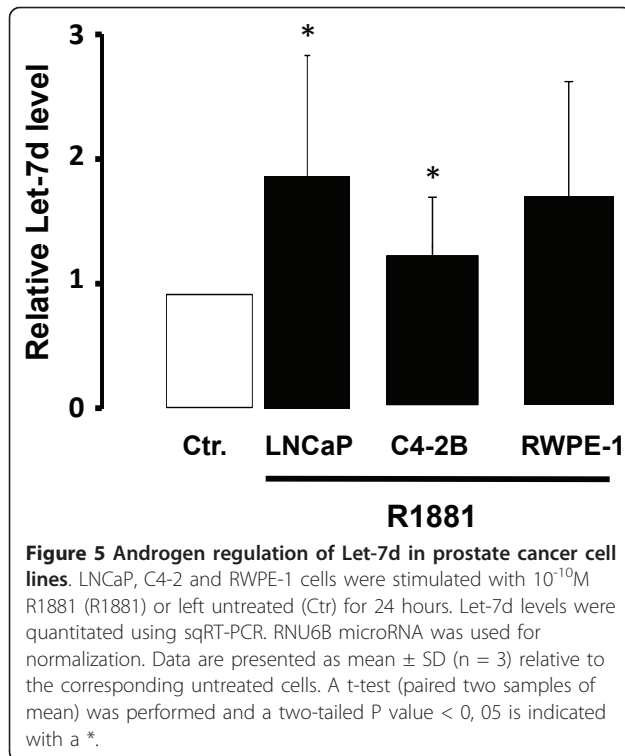 3
*
2
*
1
0
Relative Let-7d level
Ctr. LNCaP C4-2B RWPE-1
R1881
Figure 5 Androgen regulation of Let-7d in prostate cancer cell
lines. LNCaP, C4-2 and RWPE-1 cells were stimulated with 10⁻¹⁰M
R1881 (R1881) or left untreated (Ctr) for 24 hours. Let-7d levels were
quantitated using sqRT-PCR. RNU6B microRNA was used for
normalization. Data are presented as mean ± SD (n = 3) relative to
the corresponding untreated cells. A t-test (paired two samples of
mean) was performed and a two-tailed P value < 0, 05 is indicated
with a *.